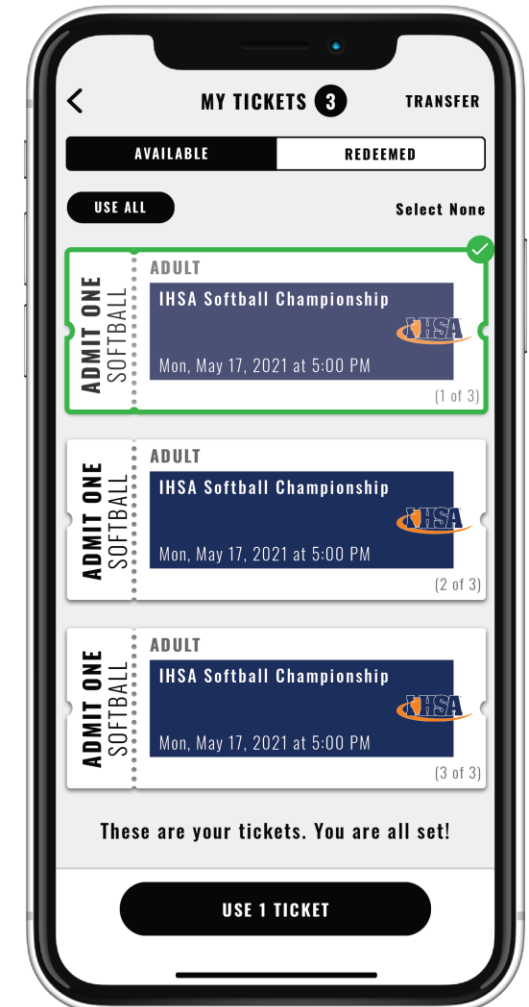 MY TICKETS 3 TRANSFER
AVAILABLE REDEEMED
USE ALL Select None
ADMIT ONE
SOFTBALL
ADULT
IHSA Softball Championship
IHSA
Mon, May 17, 2021 at 5:00 PM
(1 of 3)
ADMIT ONE
SOFTBALL
ADULT
IHSA Softball Championship
IHSA
Mon, May 17, 2021 at 5:00 PM
(2 of 3)
ADMIT ONE
SOFTBALL
ADULT
IHSA Softball Championship
IHSA
Mon, May 17, 2021 at 5:00 PM
(3 of 3)
These are your tickets. You are all set!
USE 1 TICKET